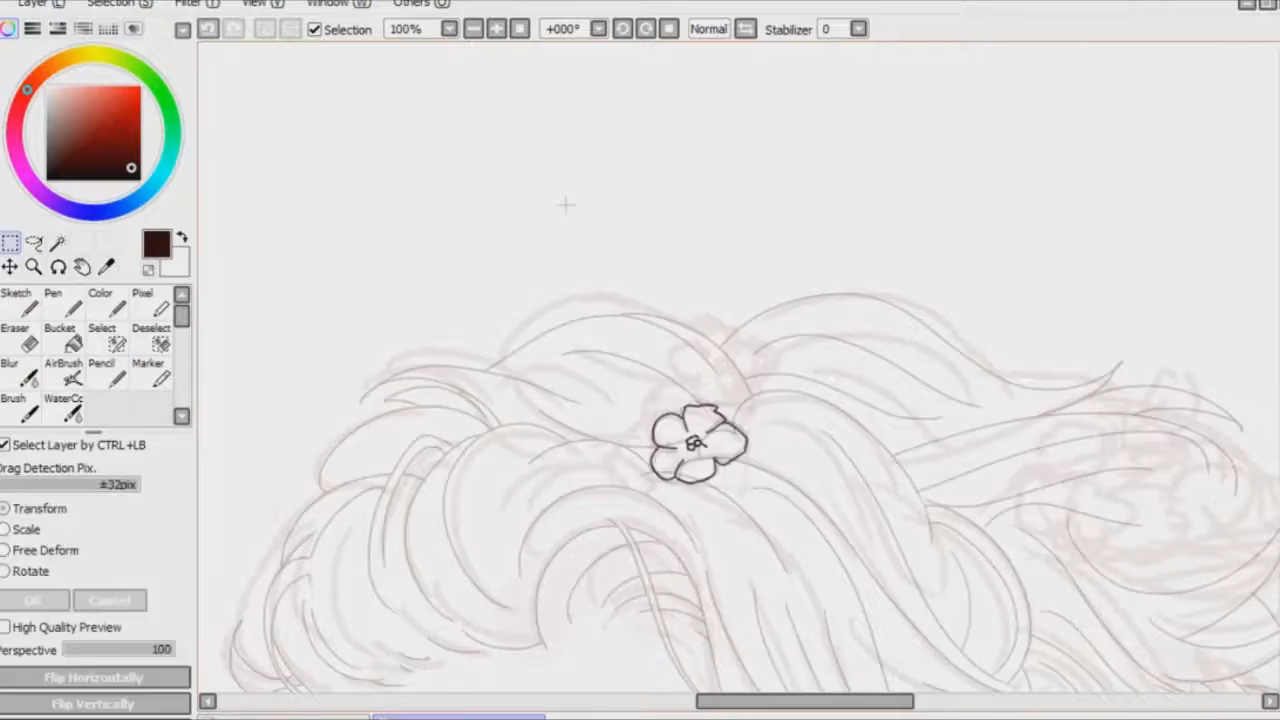 Layer (L) Selection (S) Filter (T) View (V) Window (W) Others (O)
Selection 100% +000° Normal Stabilizer 0
Sketch Pen Color Pixel
Eraser Bucket Select Deselect
Blur AirBrush Pencil Marker
Brush WaterCo
Select Layer by CTRL+LB
Drag Detection Pix.
±32pix
Transform
Scale
Free Deform
Rotate
OK Cancel
High Quality Preview
Perspective 100
Flip Horizontally
Flip Vertically